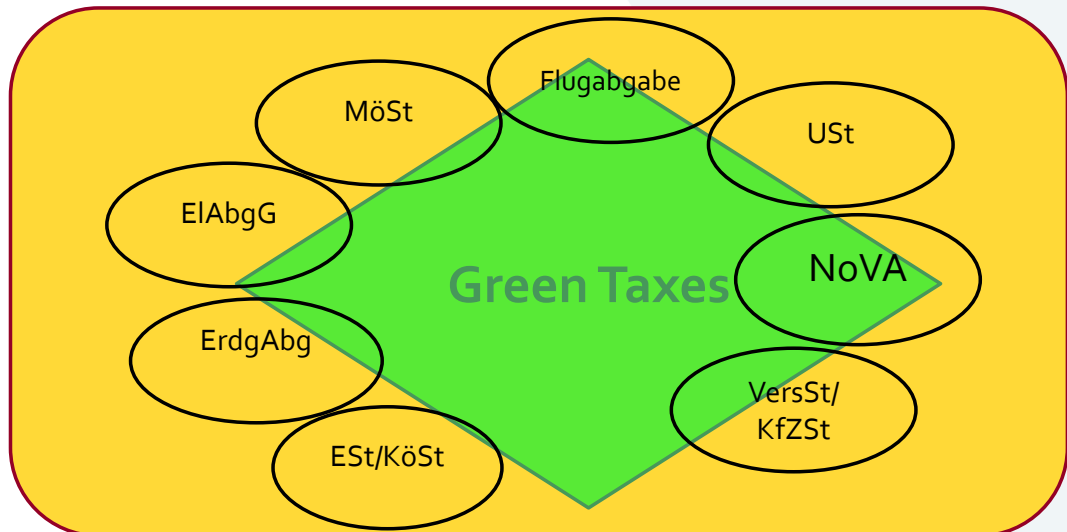 Flugabgabe
MöSt
USt
ElAbgG
NoVA
Green Taxes
ErdgAbg
VersSt/
KfZSt
ESt/KöSt